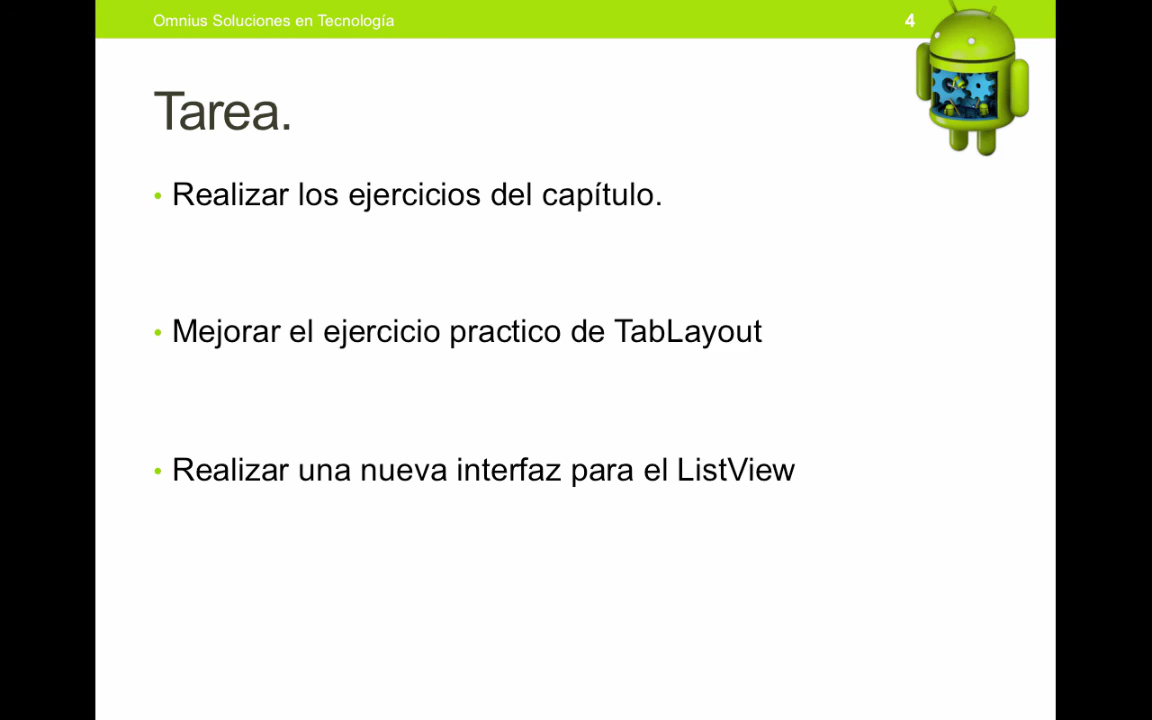 Omnius Soluciones en Tecnología
4
Tarea.
• Realizar los ejercicios del capítulo.
• Mejorar el ejercicio practico de TabLayout
• Realizar una nueva interfaz para el ListView